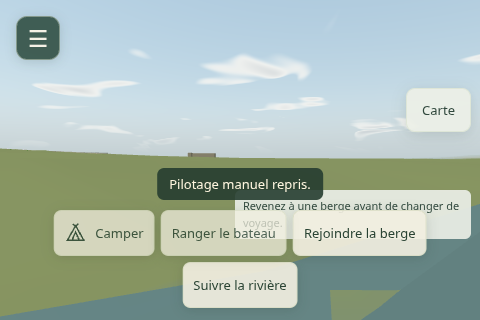 Carte
Pilotage manuel repris.
Revenez à une berge avant de changer de
voyage.
Camper
Ranger le bateau
Rejoindre la berge
Suivre la rivière